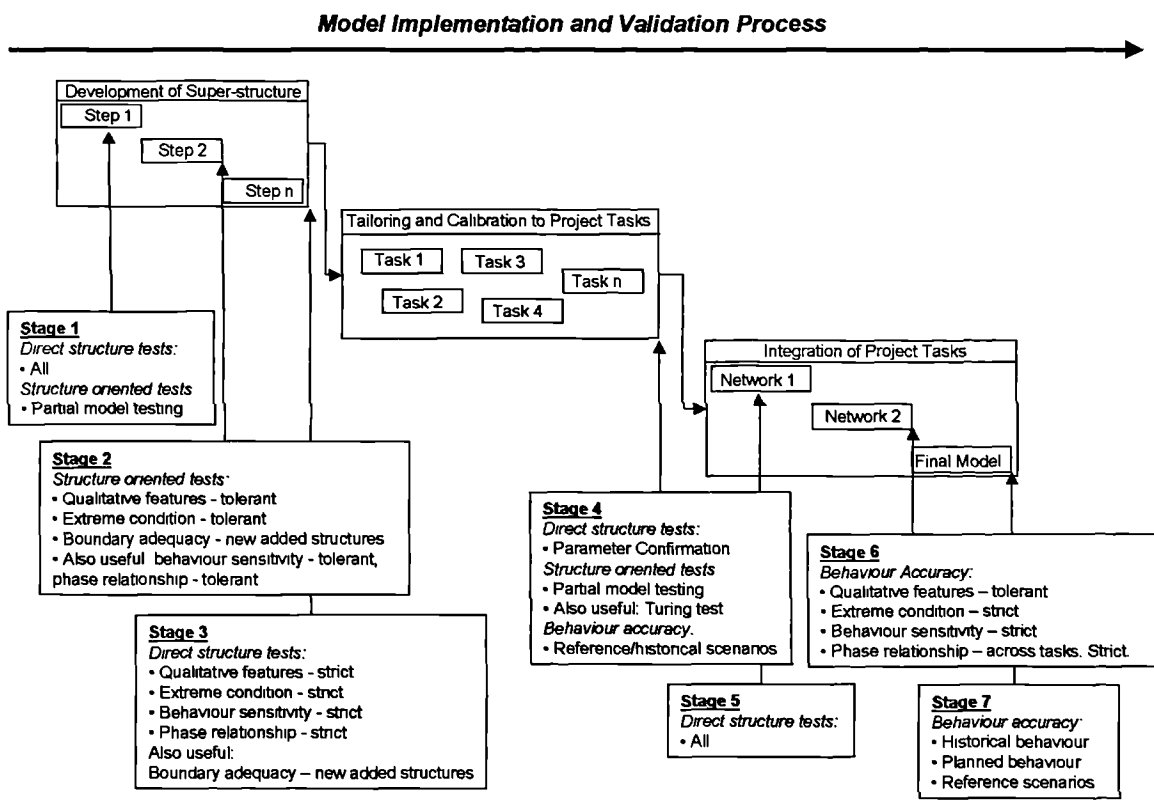 Model Implementation and Validation Process
Development of Super-structure
Step 1
Step 2
Step n
Tailoring and Calibration to Project Tasks
Task 1
Task 3
Task n
Task 2
Task 4
Integration of Project Tasks
Network 1
Network 2
Final Model
Stage 1
Direct structure tests:
• All
Structure oriented tests
• Partial model testing
Stage 2
Structure oriented tests:
• Qualitative features - tolerant
• Extreme condition - tolerant
• Boundary adequacy - new added structures
• Also useful behaviour sensitivity - tolerant,
phase relationship - tolerant
Stage 3
Direct structure tests:
• Qualitative features - strict
• Extreme condition - strict
• Behaviour sensitivity - strict
• Phase relationship - strict
Also useful:
Boundary adequacy – new added structures
Stage 4
Direct structure tests:
• Parameter Confirmation
Structure oriented tests
• Partial model testing
• Also useful: Turing test
Behaviour accuracy.
• Reference/historical scenarios
Stage 5
Direct structure tests:
• All
Stage 6
Behaviour Accuracy:
• Qualitative features – tolerant
• Extreme condition – strict
• Behaviour sensitivity – strict
• Phase relationship – across tasks. Strict.
Stage 7
Behaviour accuracy:
• Historical behaviour
• Planned behaviour
• Reference scenarios